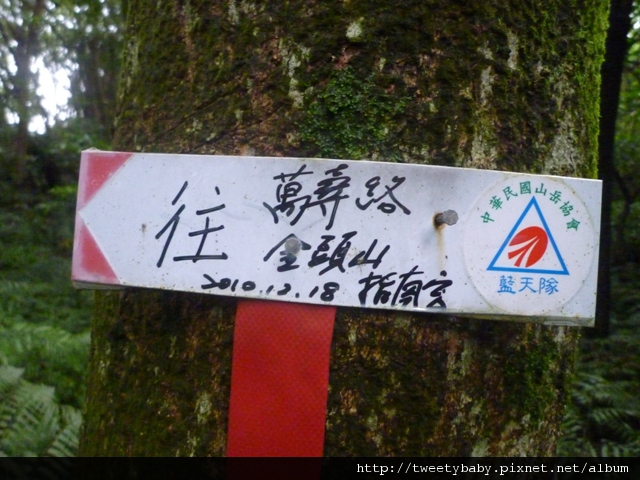 往
萬壽路
金頭山
2010.12.18 指南宮
中華民國山岳協會
藍天隊
http://tweetybaby.pixnet.net/album